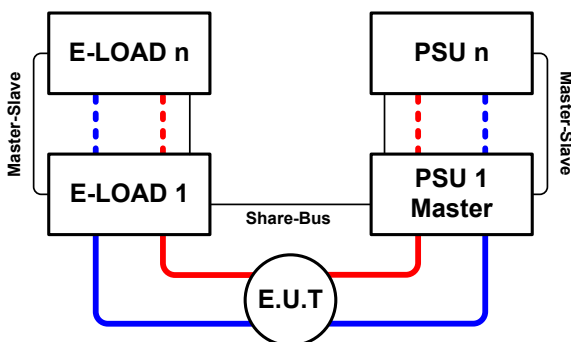 E-LOAD n
PSU n
Master-Slave
Master-Slave
E-LOAD 1
PSU 1
Master
Share-Bus
E.U.T